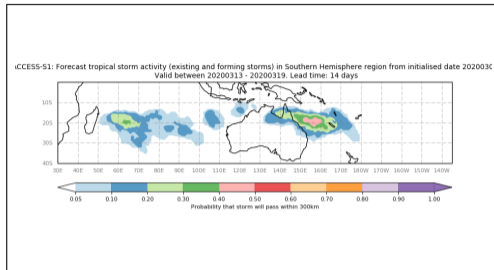 CCESS-S1: Forecast tropical storm activity (existing and forming storms) in Southern Hemisphere region from initialised date 2020030
Valid between 20200313 - 20200319. Lead time: 14 days
10S
20S
30S
40S
30E 40E 50E 60E 70E 80E 90E 100E 110E 120E 130E 140E 150E 160E 170E 180W 170W 160W 150W 140W
0.05 0.10 0.20 0.30 0.40 0.50 0.60 0.70 0.80 0.90 1.00
Probability that storm will pass within 300km